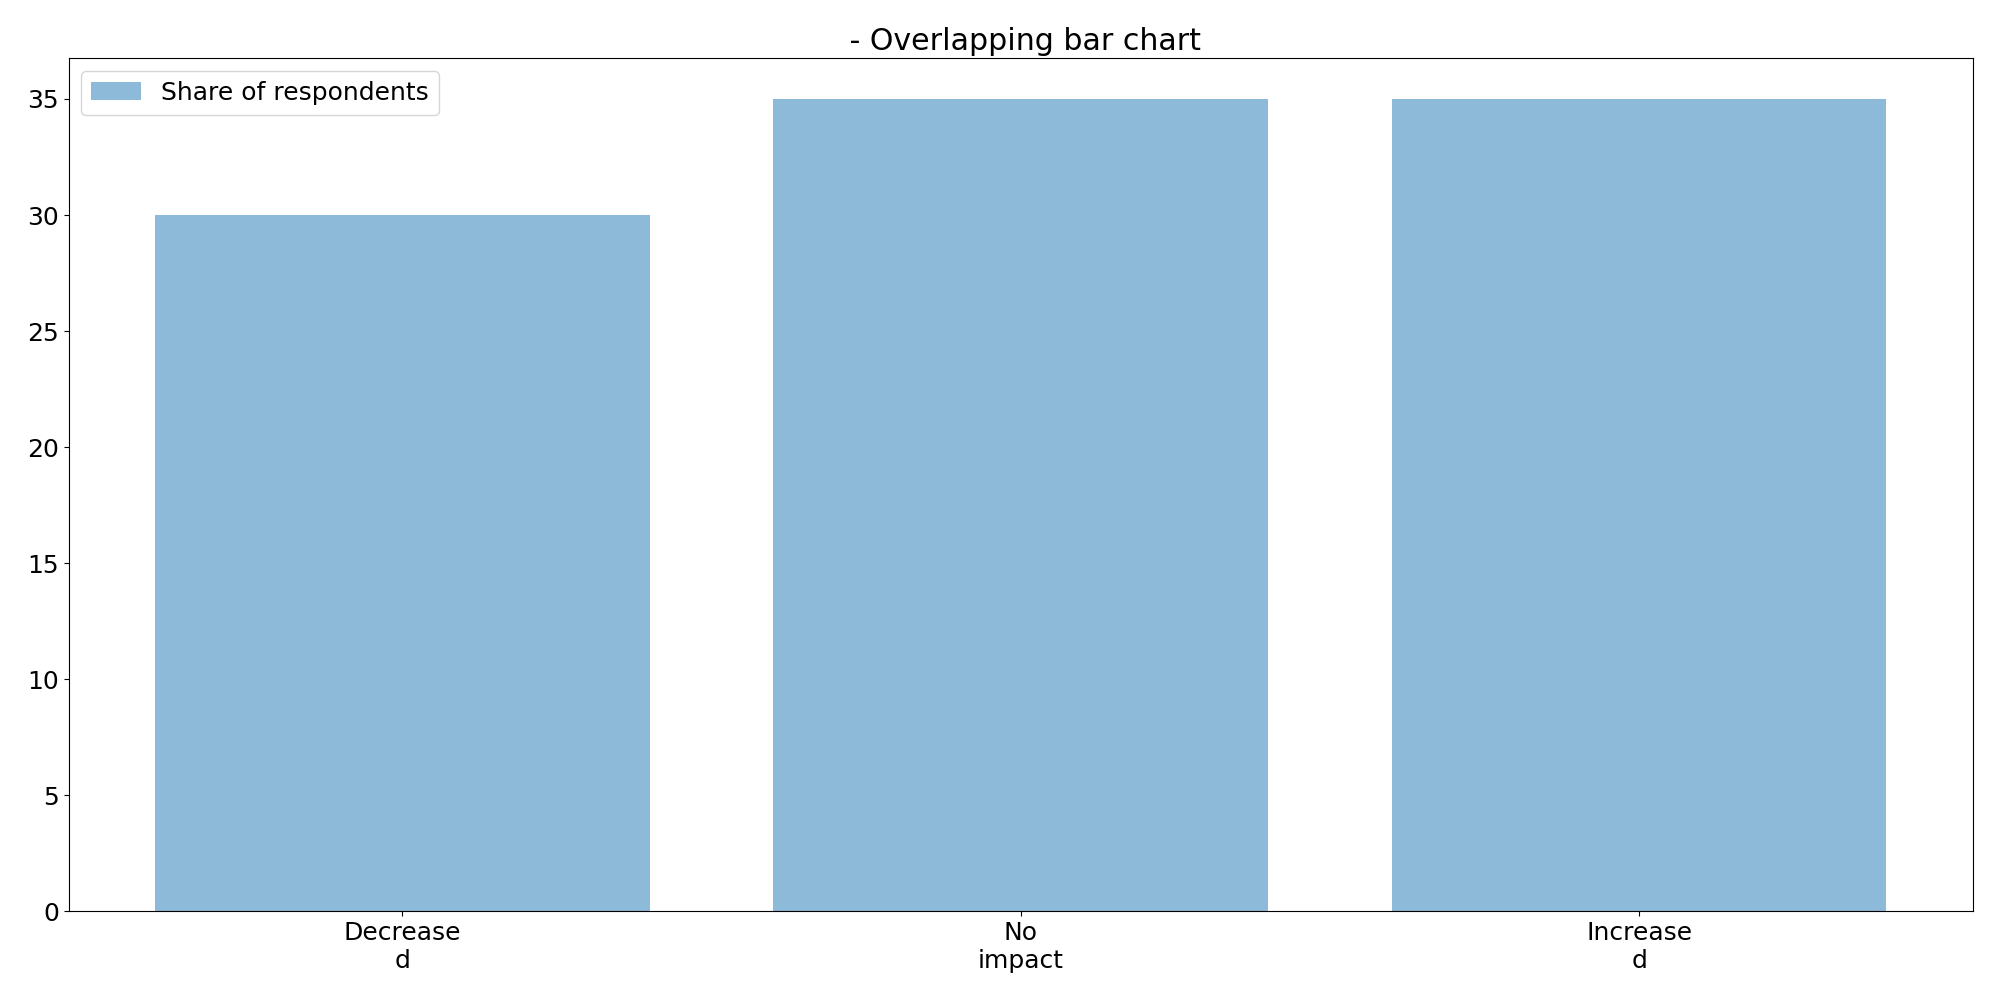 - Overlapping bar chart
Share of respondents
35
30
25
20
15
10
5
0
Decrease
d
No
impact
Increase
d